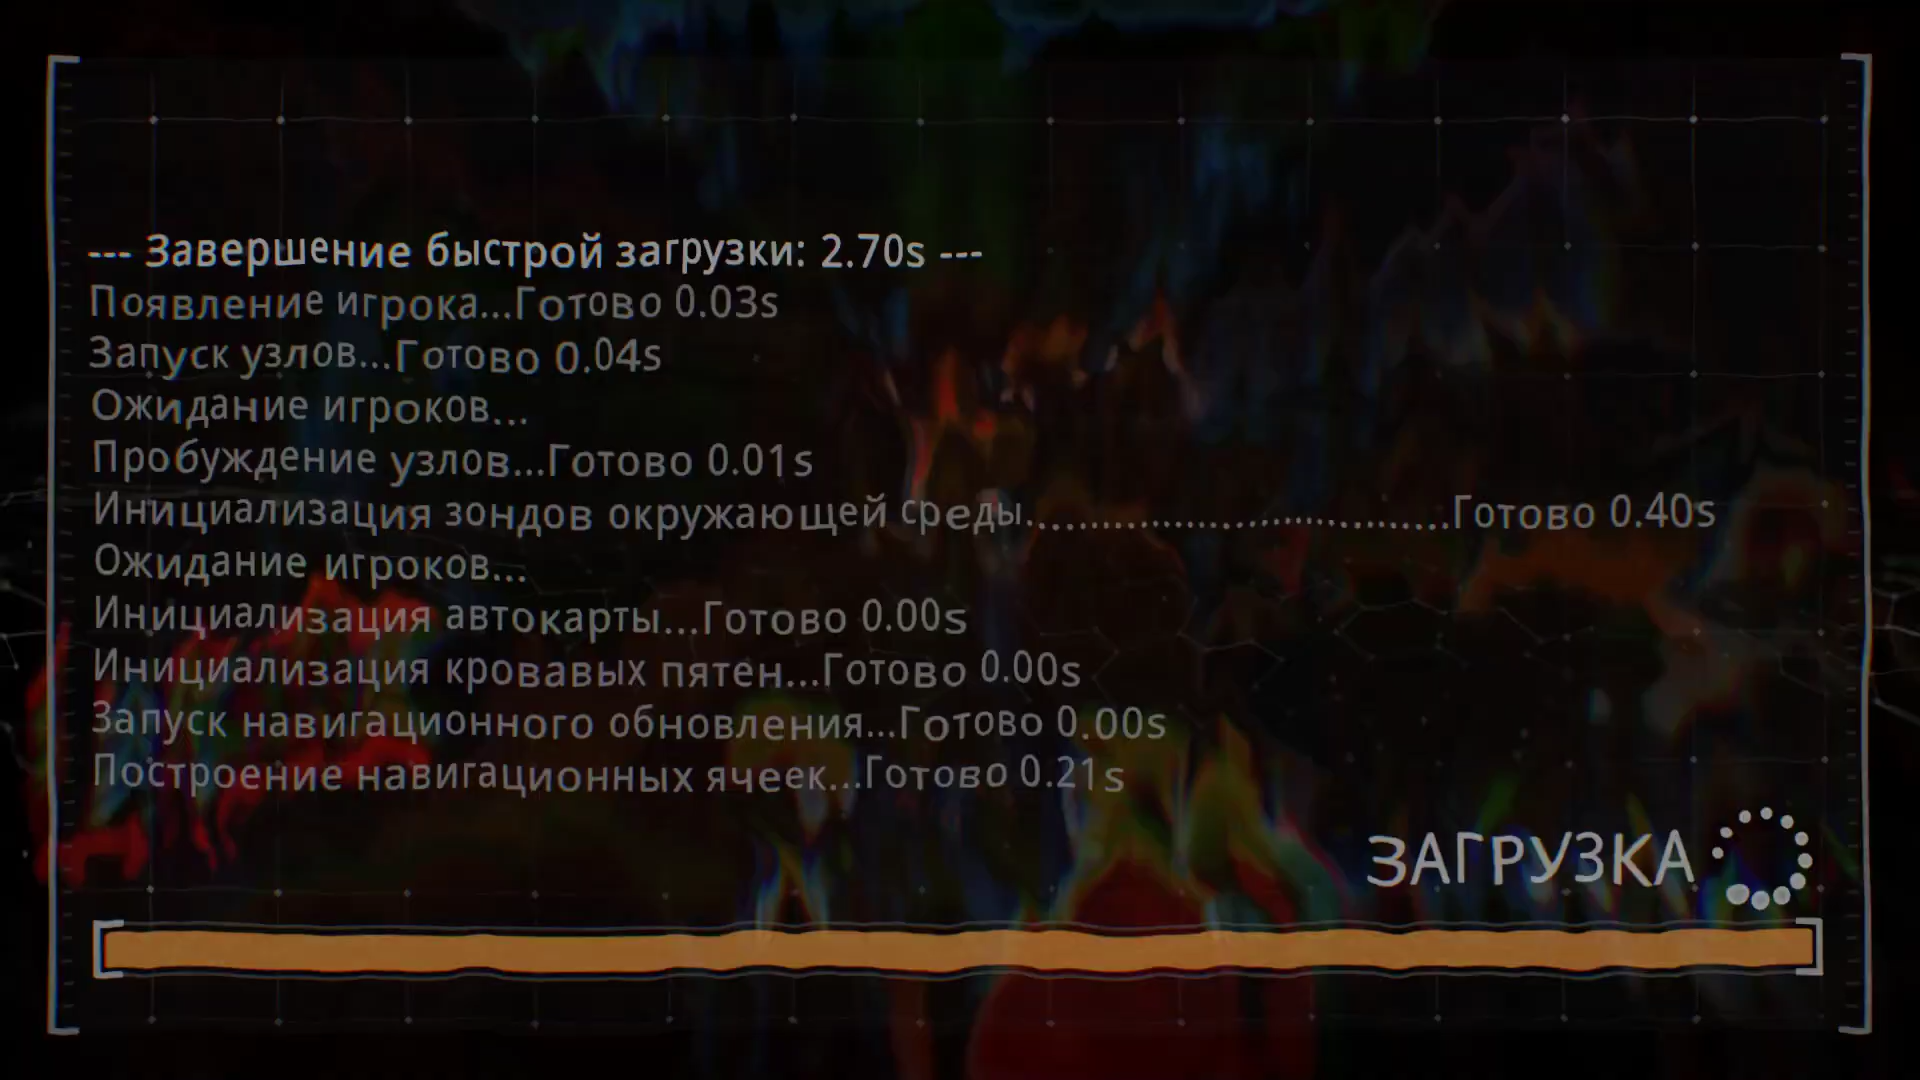 --- Завершение быстрой загрузки: 2.70s ---
Появление игрока...Готово 0.03s
Запуск узлов...Готово 0.04s
Ожидание игроков...
Пробуждение узлов...Готово 0.01s
Инициализация зондов окружающей среды.................................Готово 0.40s
Ожидание игроков...
Инициализация автокарты...Готово 0.00s
Инициализация кровавых пятен...Готово 0.00s
Запуск навигационного обновления...Готово 0.00s
Построение навигационных ячеек...Готово 0.21s
ЗАГРУЗКА